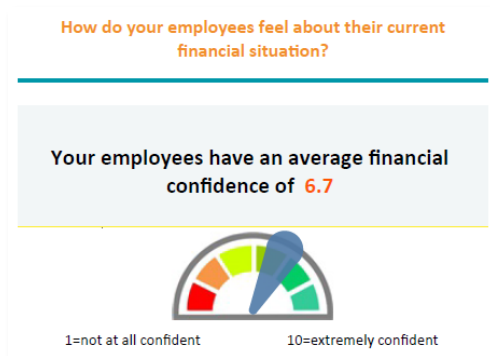 How do your employees feel about their current
financial situation?
Your employees have an average financial
confidence of 6.7
1=not at all confident 10=extremely confident